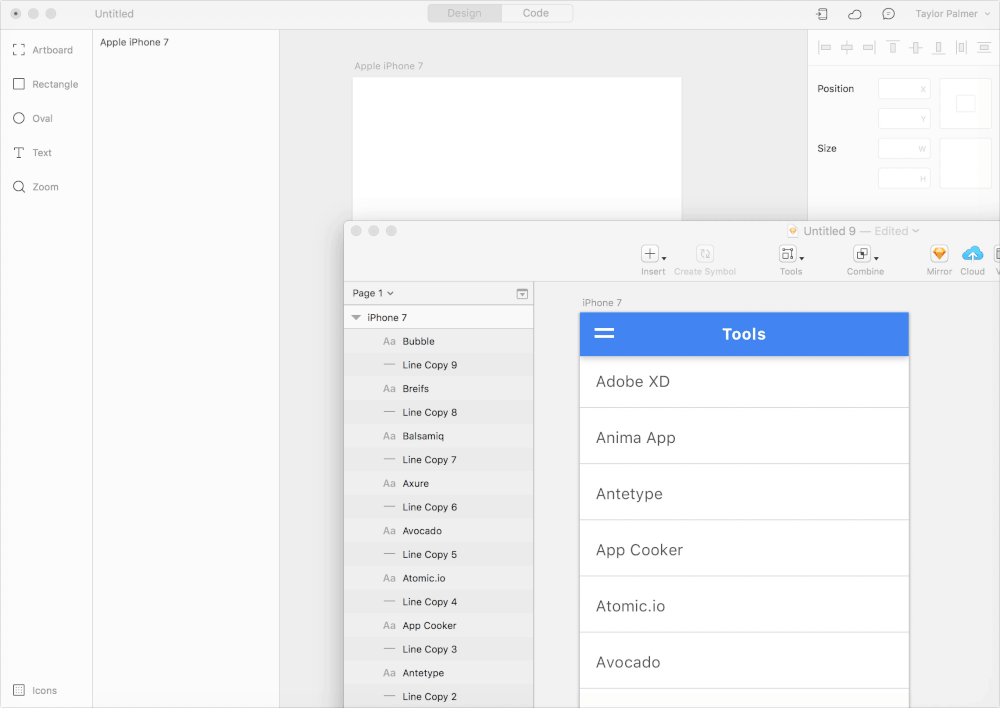 Untitled
Design
Code
Taylor Palmer
Artboard
Rectangle
Oval
Text
Zoom
Icons
Apple iPhone 7
Apple iPhone 7
Position
X
Y
Size
W
H
Untitled 9 — Edited
Insert
Create Symbol
Tools
Combine
Mirror
Cloud
Page 1
iPhone 7
Aa Bubble
Line Copy 9
Aa Breifs
Line Copy 8
Aa Balsamiq
Line Copy 7
Aa Axure
Line Copy 6
Aa Avocado
Line Copy 5
Aa Atomic.io
Line Copy 4
Aa App Cooker
Line Copy 3
Aa Antetype
Line Copy 2
iPhone 7
Tools
Adobe XD
Anima App
Antetype
App Cooker
Atomic.io
Avocado